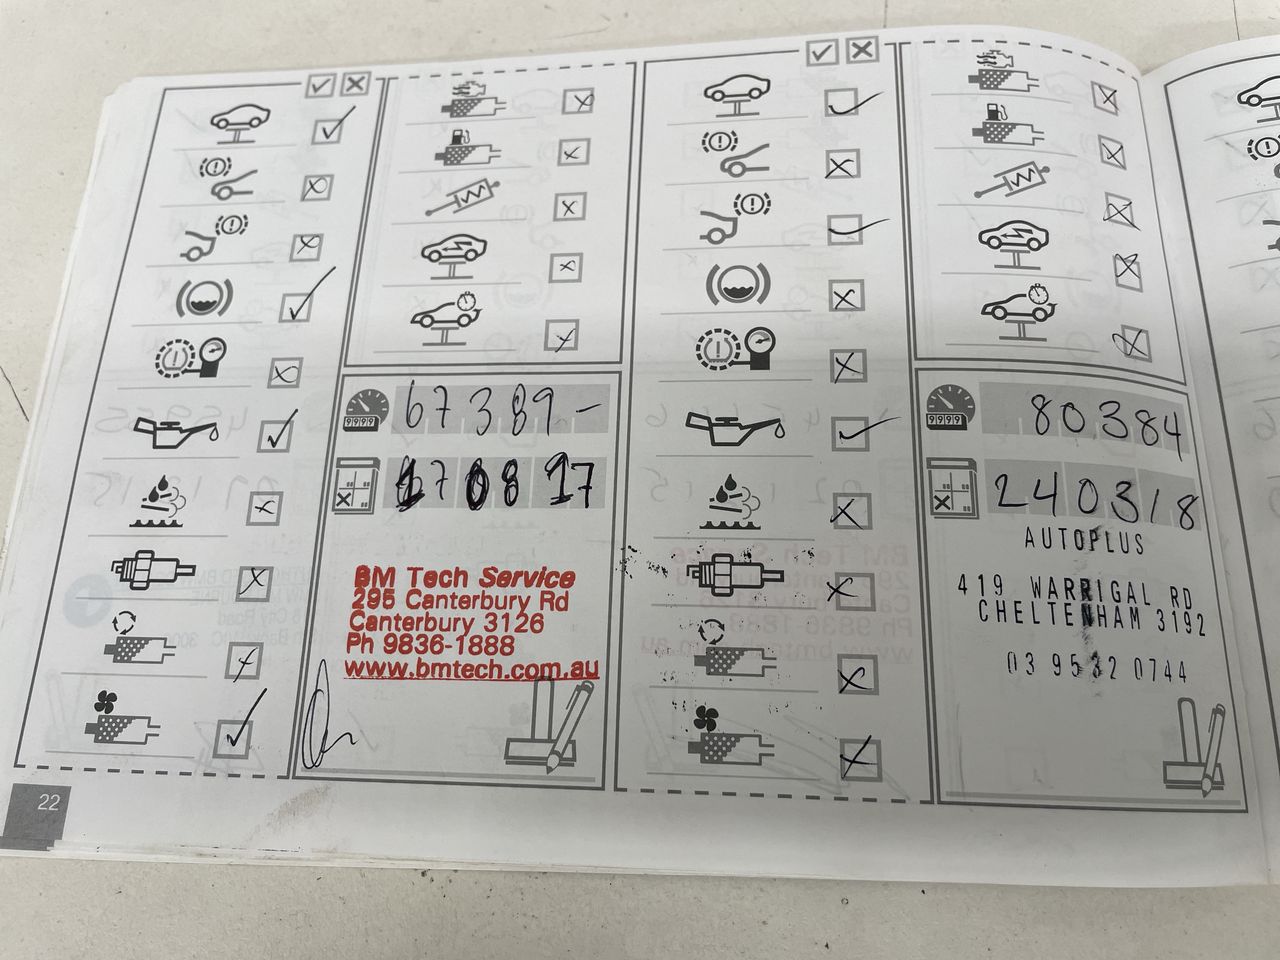 67389-
170817
BM Tech Service
295 Canterbury Rd
Canterbury 3126
Ph 9836-1888
www.bmtech.com.au
22
80384
240318
AUTOPLUS
419 WARRIGAL RD
CHELTENHAM 3192
03 9532 0744